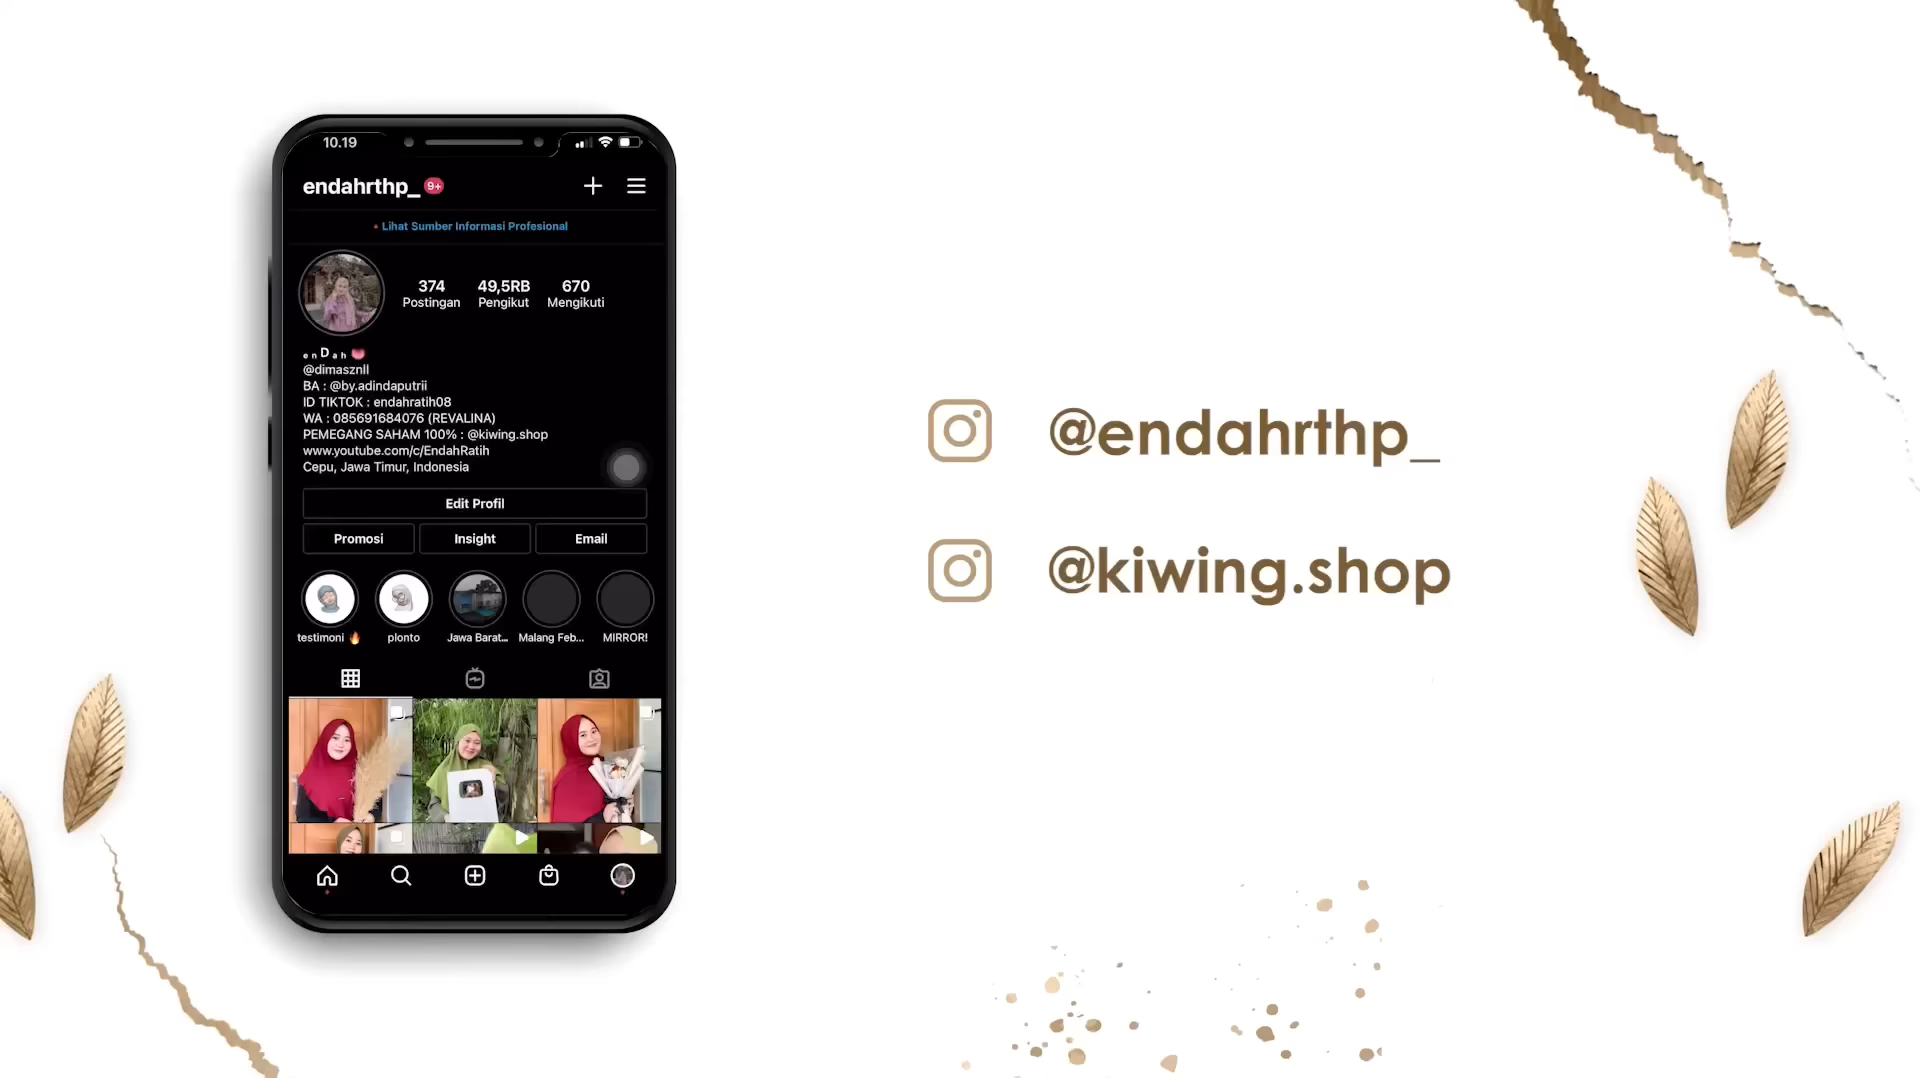 10.19
endahrthp_ 9+
Lihat Sumber Informasi Profesional
374 49,5RB 670
Postingan Pengikut Mengikuti
ₑₙDₐₕ
@dimasznll
BA : @by.adindaputrii
ID TIKTOK : endahratih08
WA : 085691684076 (REVALINA)
PEMEGANG SAHAM 100% : @kiwing.shop
www.youtube.com/c/EndahRatih
Cepu, Jawa Timur, Indonesia
Edit Profil
Promosi Insight Email
testimoni 🔥 plonto Jawa Barat... Malang Feb... MIRROR!
@endahrthp_
@kiwing.shop